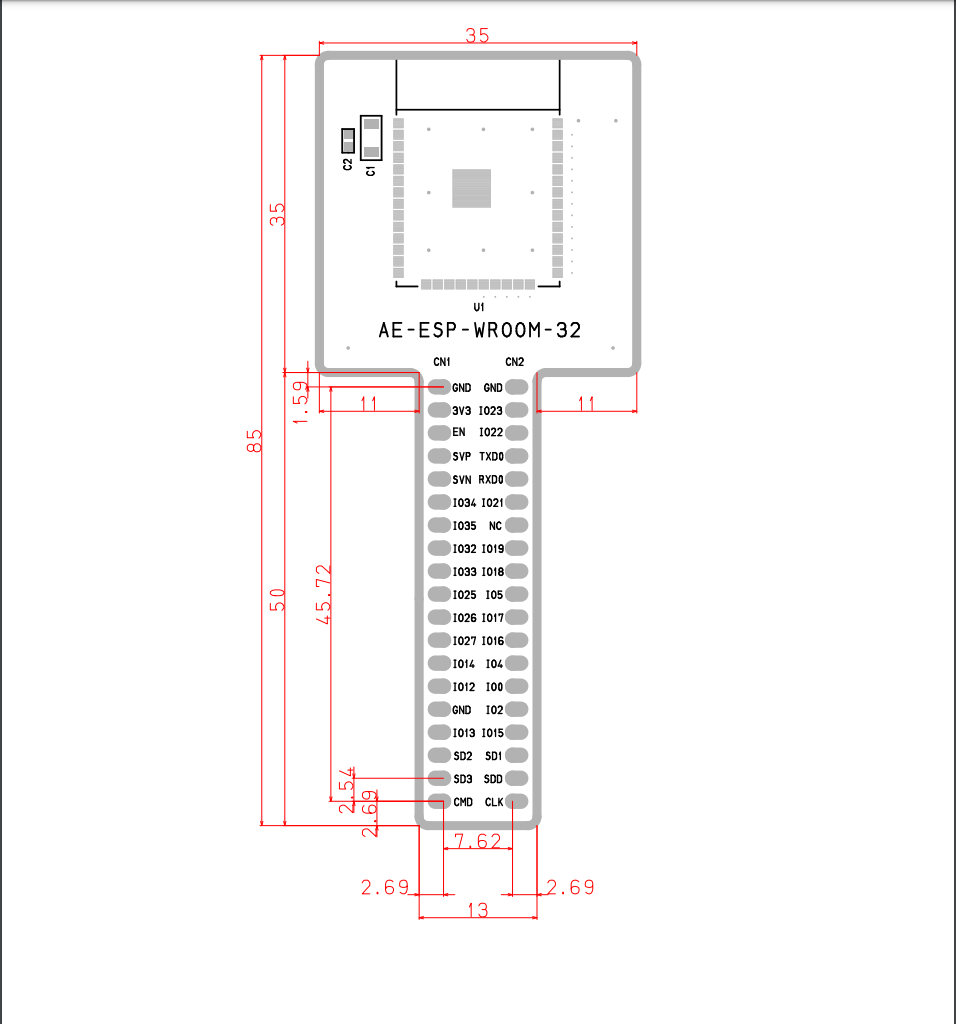 35
C2
C1
35
U1
AE-ESP-WROOM-32
CN1 CN2
1.59
GND GND
11
11
3V3 IO23
EN IO22
85
SVP TXD0
SVN RXD0
IO34 IO21
IO35 NC
IO32 IO19
IO33 IO18
45.72
50
IO25 IO5
IO26 IO17
IO27 IO16
IO14 IO4
IO12 IO0
GND IO2
IO13 IO15
SD2 SD1
2.54
SD3 SDD
CMD CLK
2.69
7.62
2.69
2.69
13